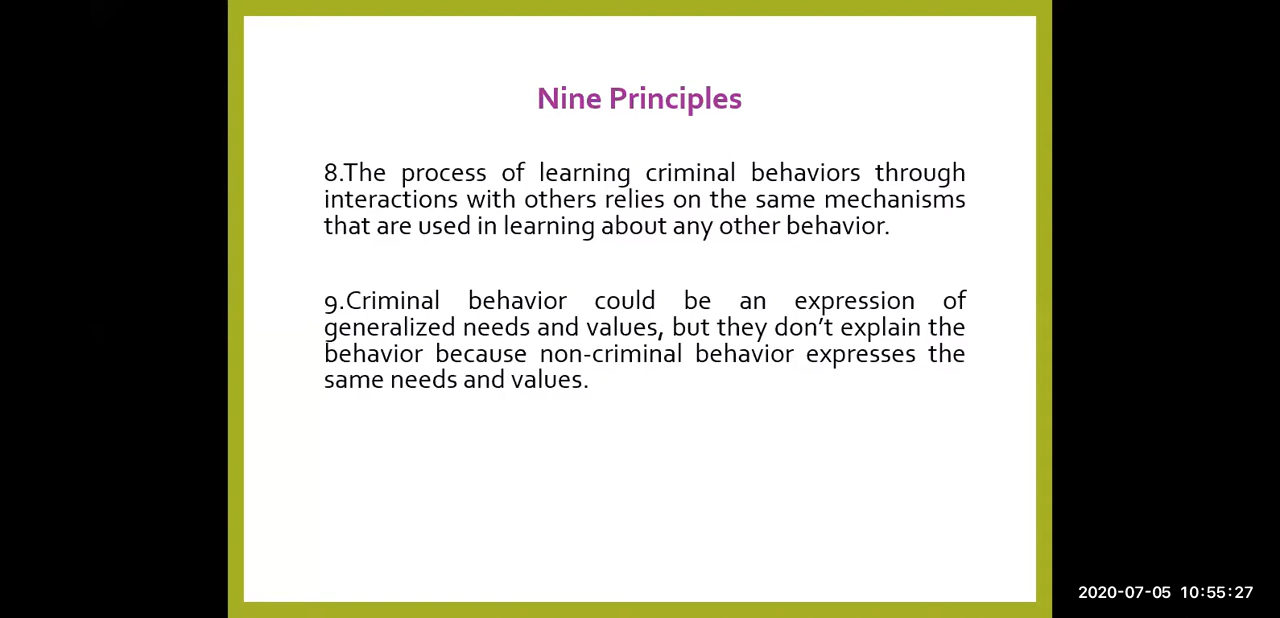 Nine Principles
8.The process of learning criminal behaviors through
interactions with others relies on the same mechanisms
that are used in learning about any other behavior.
9.Criminal behavior could be an expression of
generalized needs and values, but they don’t explain the
behavior because non-criminal behavior expresses the
same needs and values.
2020-07-05 10:55:27